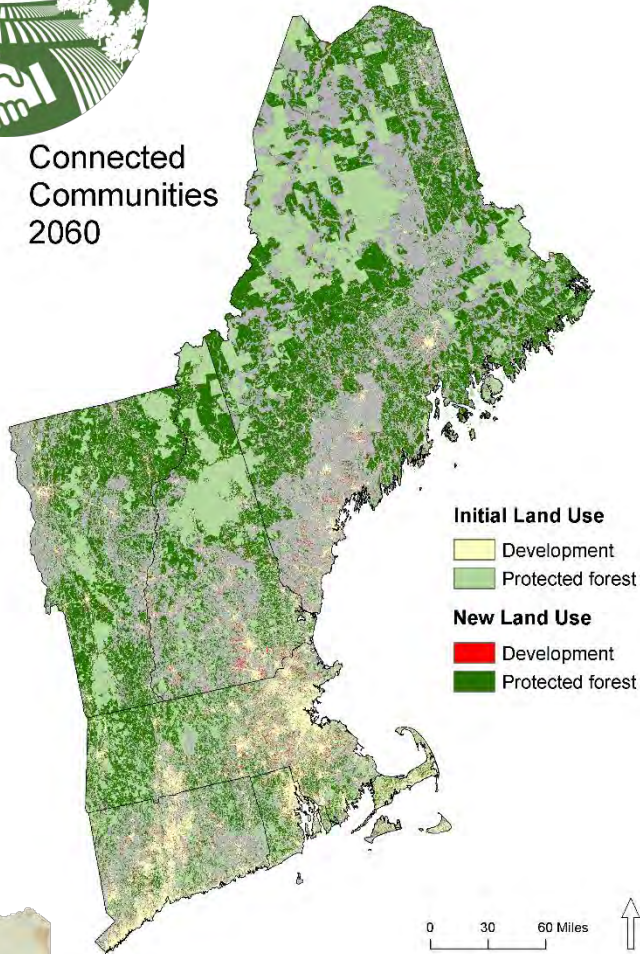 Connected
Communities
2060
Initial Land Use
Development
Protected forest
New Land Use
Development
Protected forest
0 30 60 Miles